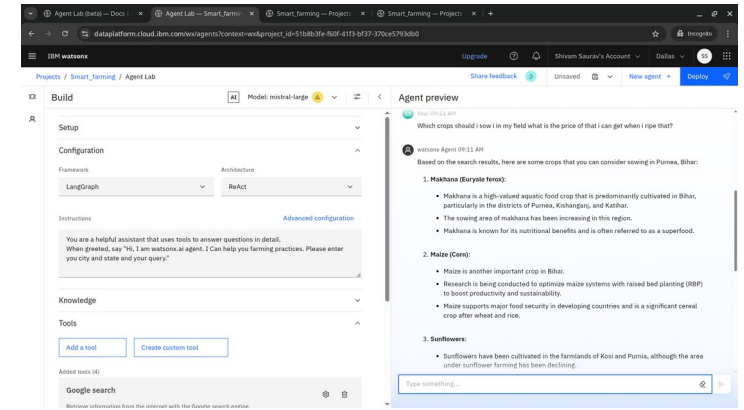 Agent Lab (beta) — Docs
Agent Lab — Smart_farmin
Smart_farming — Projects
Smart_farming — Projects
dataplatform.cloud.ibm.com/wx/agents?context=wx&project_id=51b8b3fe-f60f-41f3-bf37-370ce5793db0
Incognito
IBM watsonx
Upgrade
Shivam Saurav's Account
Dallas
SS
Projects / Smart_farming / Agent Lab
Share feedback
Unsaved
New agent +
Deploy
Build
AI
Model: mistral-large
Setup
Configuration
Framework
Architecture
LangGraph
ReAct
Instructions
Advanced configuration
You are a helpful assistant that uses tools to answer questions in detail.
When greeted, say "Hi, I am watsonx.ai agent. I Can help you farming practices. Please enter
you city and state and your query."
Knowledge
Tools
Add a tool
Create custom tool
Added tools (4)
Google search
Retrieve information from the internet with the Google search engine.
Agent preview
You 09:11 AM
Which crops should i sow i in my field what is the price of that i can get when i ripe that?
watsonx Agent 09:11 AM
Based on the search results, here are some crops that you can consider sowing in Purnea, Bihar:
1. Makhana (Euryale ferox):
• Makhana is a high-valued aquatic food crop that is predominantly cultivated in Bihar,
particularly in the districts of Purnea, Kishanganj, and Katihar.
• The sowing area of makhana has been increasing in this region.
• Makhana is known for its nutritional benefits and is often referred to as a superfood.
2. Maize (Corn):
• Maize is another important crop in Bihar.
• Research is being conducted to optimize maize systems with raised bed planting (RBP)
to boost productivity and sustainability.
• Maize supports major food security in developing countries and is a significant cereal
crop after wheat and rice.
3. Sunflowers:
• Sunflowers have been cultivated in the farmlands of Kosi and Purnia, although the area
under sunflower farming has been declining.
Type something...